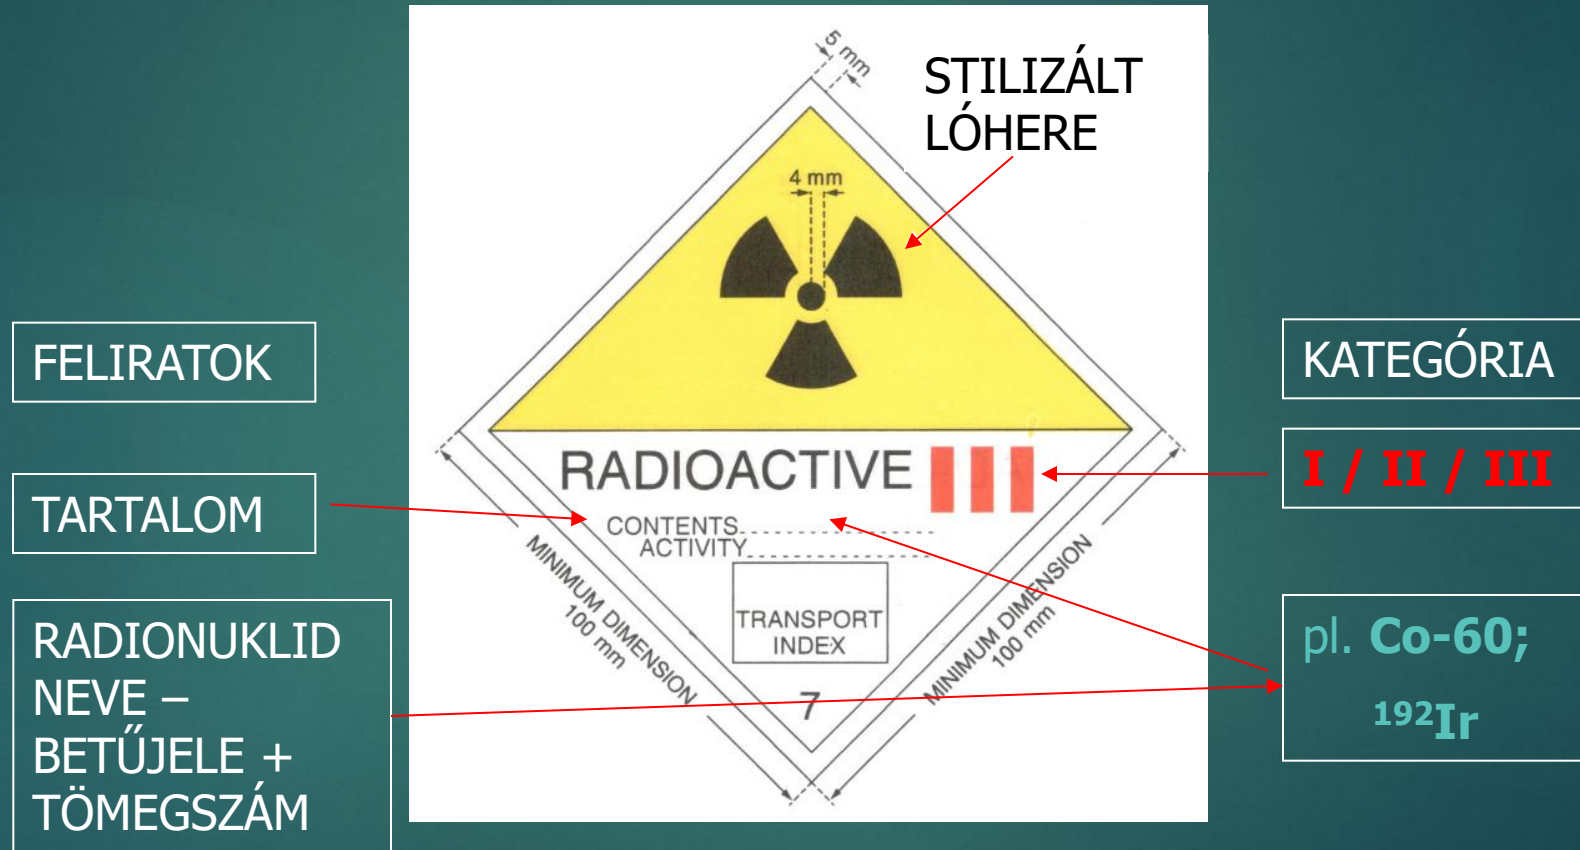 5 mm
STILIZÁLT
LÓHERE
4 mm
FELIRATOK
KATEGÓRIA
RADIOACTIVE III
I / II / III
TARTALOM
CONTENTS
ACTIVITY
MINIMUM DIMENSION
100 mm
TRANSPORT
INDEX
MINIMUM DIMENSION
100 mm
7
RADIONUKLID
NEVE –
BETŰJELE +
TÖMEGSZÁM
pl. Co-60;
¹⁹²Ir